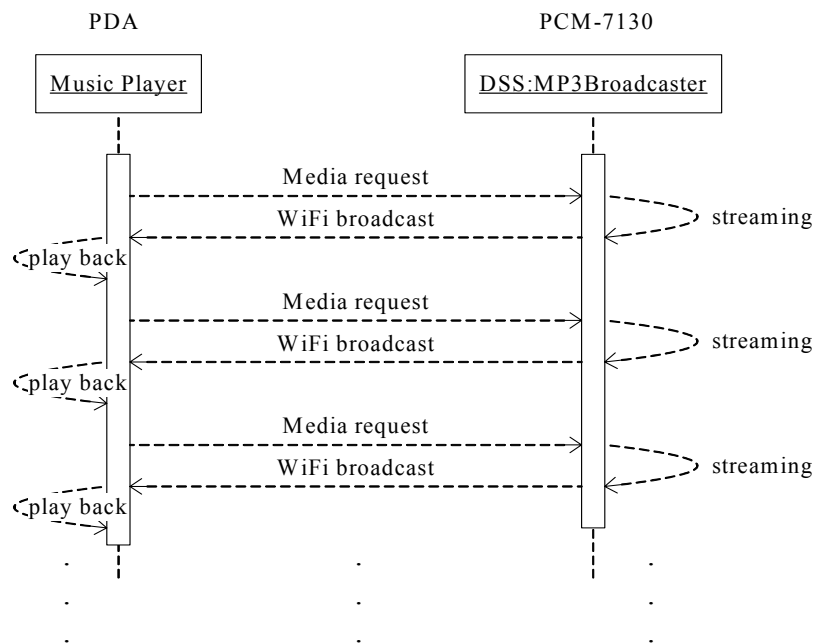 PDA
PCM-7130
Music Player
DSS:MP3Broadcaster
Media request
WiFi broadcast
streaming
play back
Media request
WiFi broadcast
streaming
play back
Media request
WiFi broadcast
streaming
play back